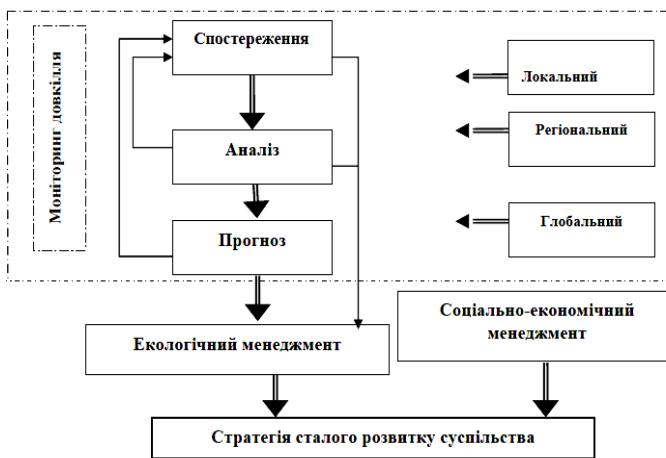 Моніторинг довкілля
Спостереження
Аналіз
Прогноз
Локальний
Регіональний
Глобальний
Екологічний менеджмент
Соціально-економічний
менеджмент
Стратегія сталого розвитку суспільства